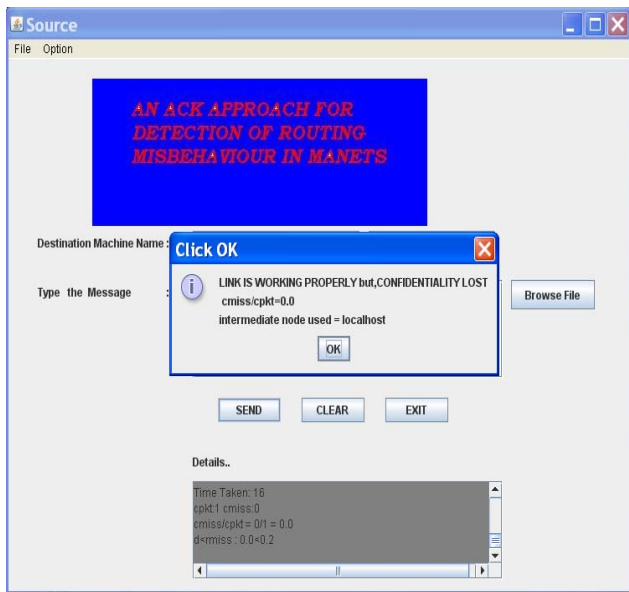 Source
File Option
AN ACK APPROACH FOR
DETECTION OF ROUTING
MISBEHAVIOUR IN MANETS
Destination Machine Name :
Click OK
LINK IS WORKING PROPERLY but,CONFIDENTIALITY LOST
cmiss/cpkt=0.0
intermediate node used = localhost
OK
Type the Message :
Browse File
SEND CLEAR EXIT
Details..
Time Taken: 16
cpkt:1 cmiss:0
cmiss/cpkt = 0/1 = 0.0
d<rmiss : 0.0<0.2